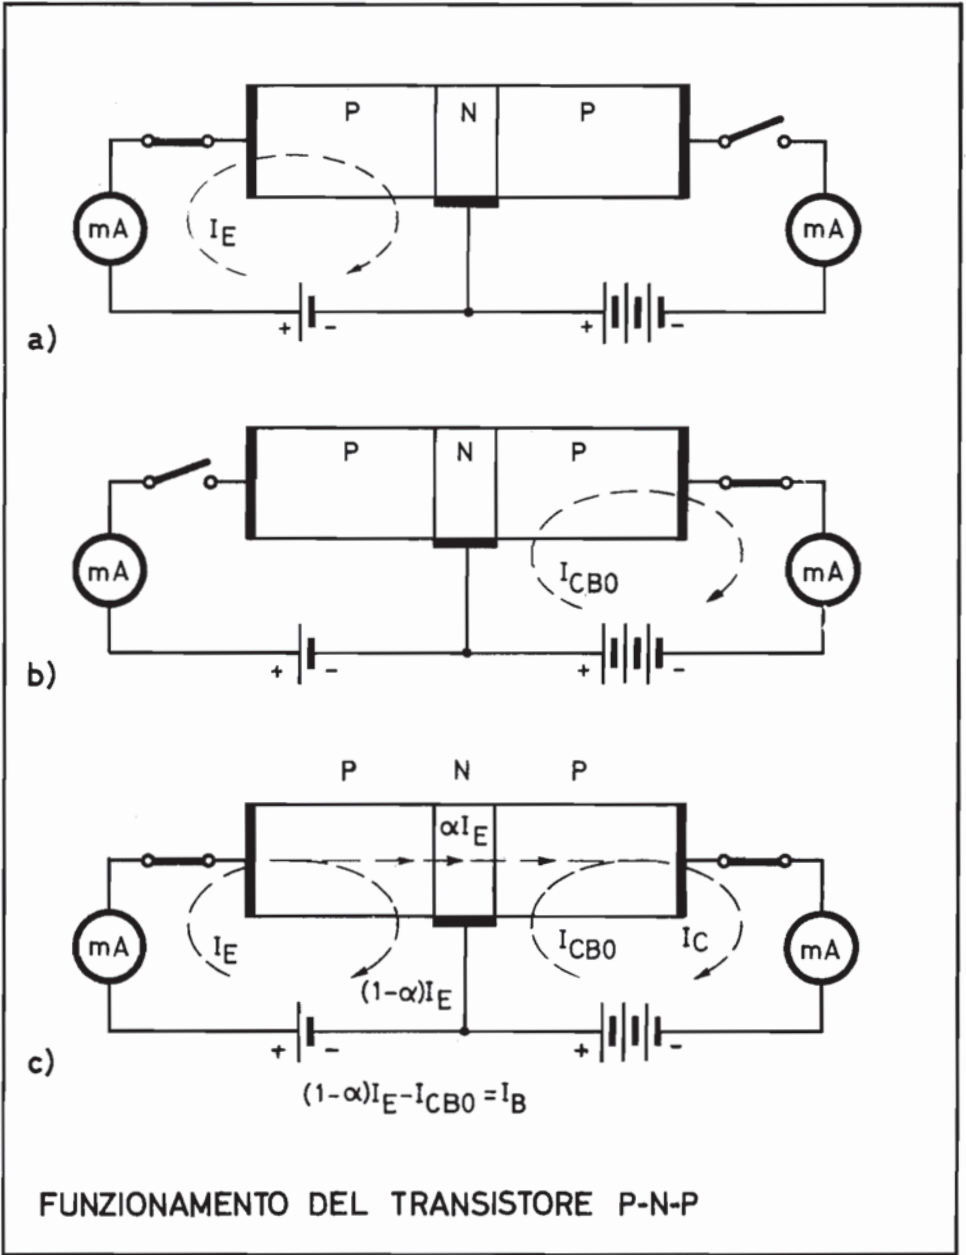 P N P
mA I_E mA
+ - + -
a)
P N P
mA I_CBO mA
+ - + -
b)
P N P
αI_E
mA I_E I_CBO I_C mA
(1-α)I_E
+ - + -
c)
(1-α)I_E-I_CBO=I_B
FUNZIONAMENTO DEL TRANSISTORE P-N-P